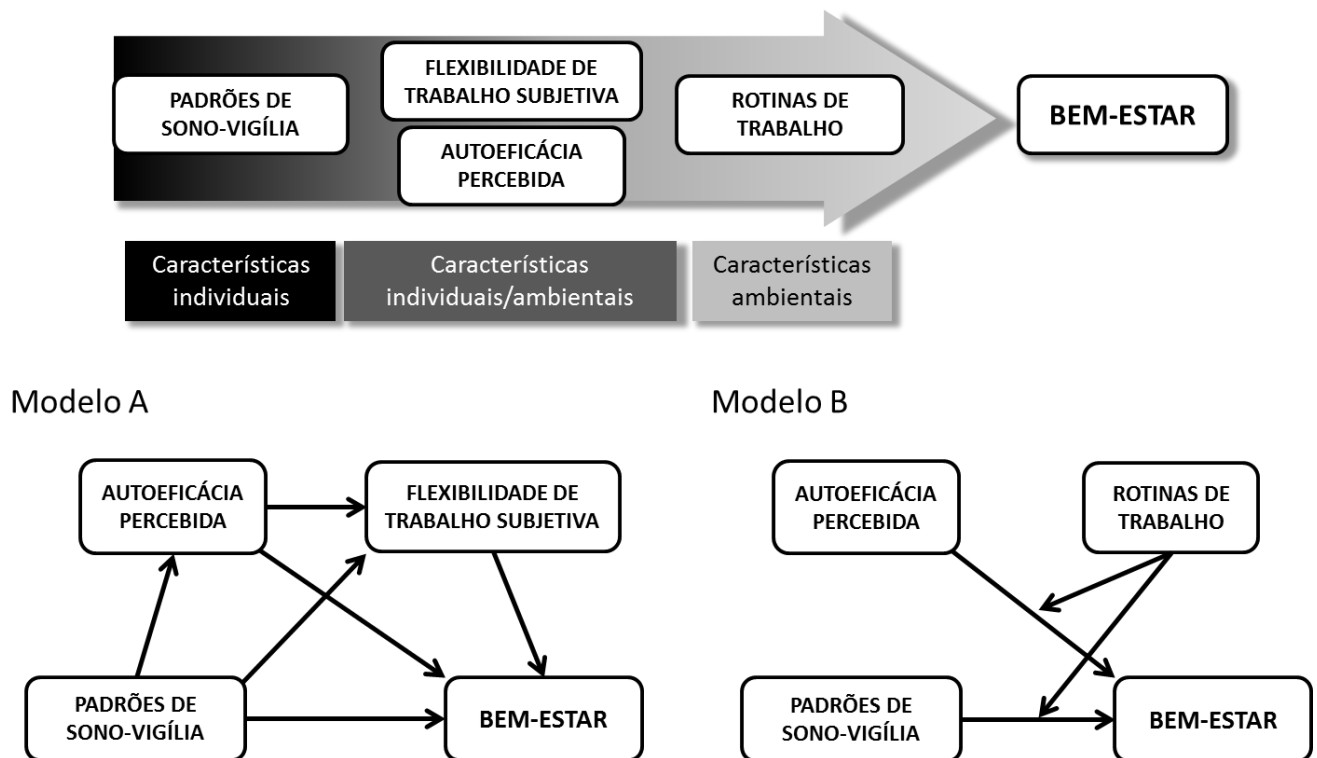 PADRÕES DE
SONO-VIGÍLIA
FLEXIBILIDADE DE
TRABALHO SUBJETIVA
AUTOEFICÁCIA
PERCEBIDA
ROTINAS DE
TRABALHO
BEM-ESTAR
Características
individuais
Características
individuais/ambientais
Características
ambientais
Modelo A
AUTOEFICÁCIA
PERCEBIDA
FLEXIBILIDADE DE
TRABALHO SUBJETIVA
PADRÕES DE
SONO-VIGÍLIA
BEM-ESTAR
Modelo B
AUTOEFICÁCIA
PERCEBIDA
ROTINAS DE
TRABALHO
PADRÕES DE
SONO-VIGÍLIA
BEM-ESTAR